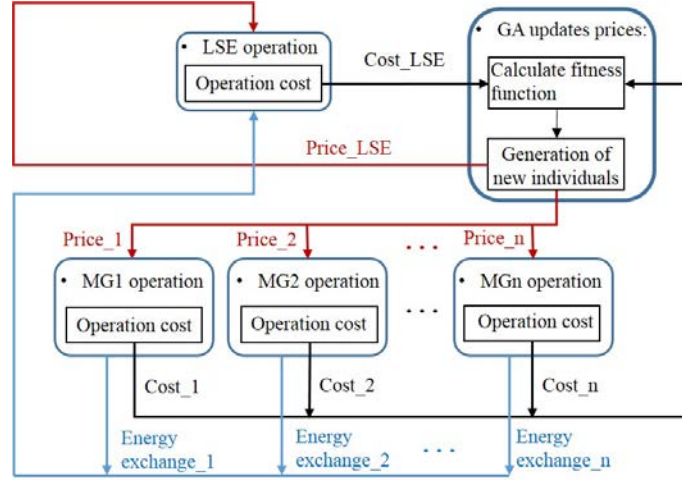 • LSE operation
Operation cost
Cost_LSE
• GA updates prices:
Calculate fitness
function
Generation of
new individuals
Price_LSE
Price_1
Price_2
. . .
Price_n
• MG1 operation
Operation cost
• MG2 operation
Operation cost
. . .
• MGn operation
Operation cost
Cost_1
Cost_2
Cost_n
Energy
exchange_1
Energy
exchange_2
. . .
Energy
exchange_n